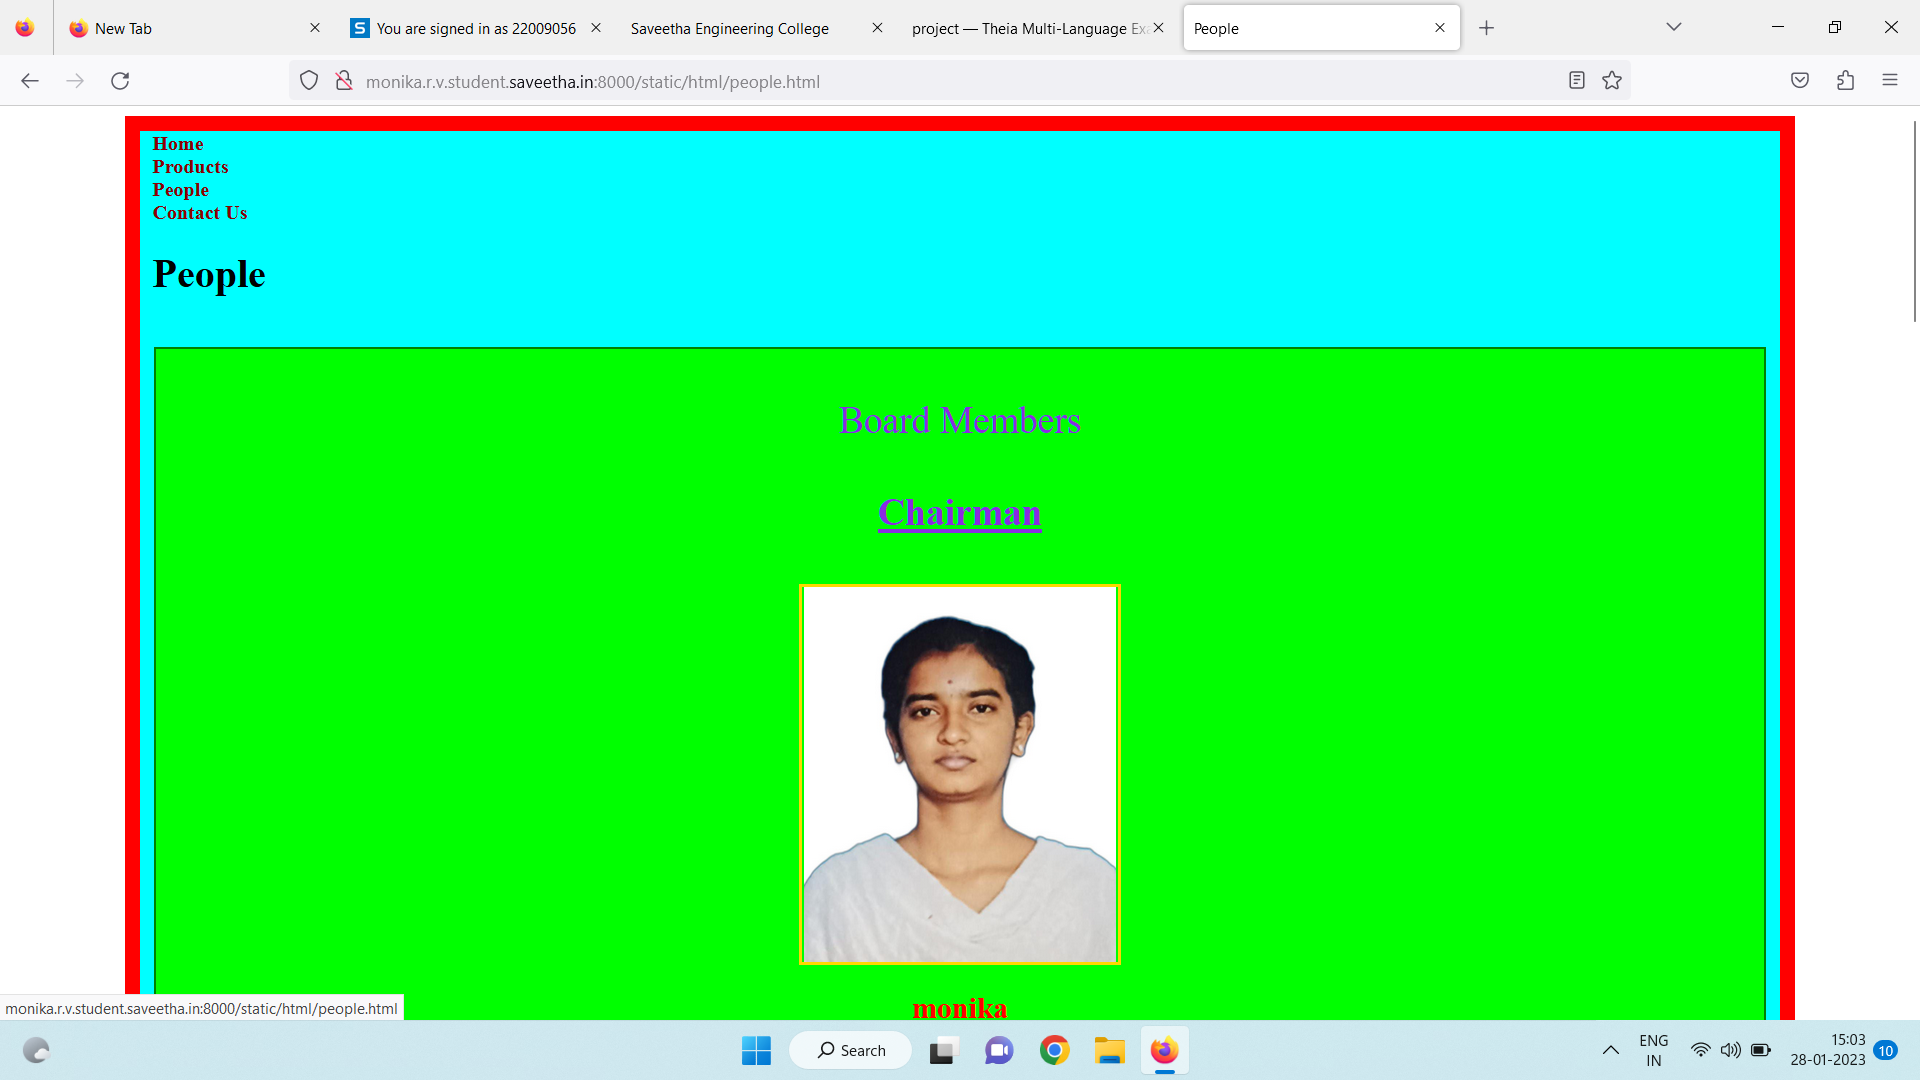 New Tab
You are signed in as 22009056
Saveetha Engineering College
project — Theia Multi-Language Exa
People
monika.r.v.student.saveetha.in:8000/static/html/people.html
Home
Products
People
Contact Us
People
Board Members
Chairman
monika
monika.r.v.student.saveetha.in:8000/static/html/people.html
Search
ENG
IN
15:03
28-01-2023
10